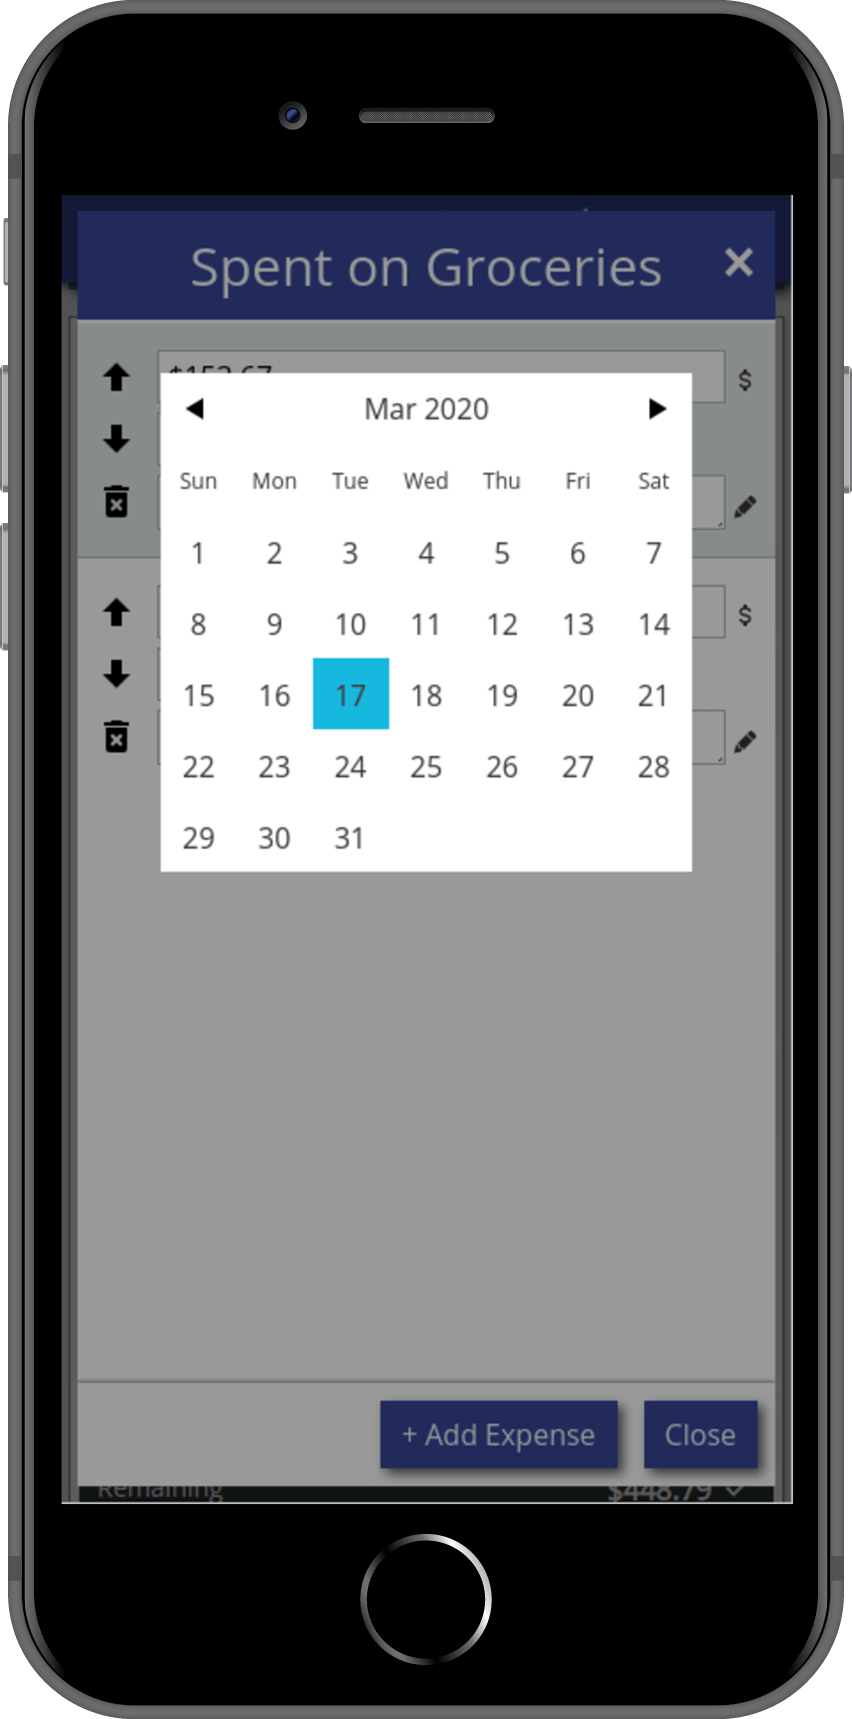 Spent on Groceries
$153.67
$
Mar 2020
Sun Mon Tue Wed Thu Fri Sat
1 2 3 4 5 6 7
8 9 10 11 12 13 14
$
15 16 17 18 19 20 21
22 23 24 25 26 27 28
29 30 31
+ Add Expense Close
Remaining $448.79